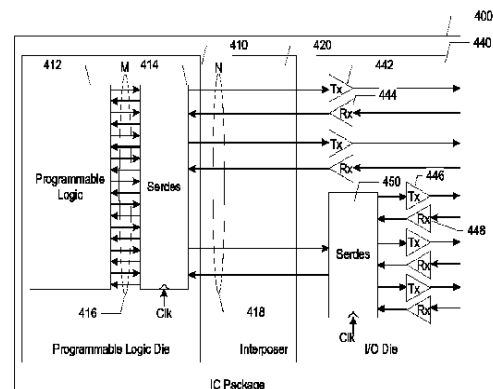 400
410 420 440
412 414 442
M N
Tx
444
Rx
Tx
Rx
450 446
Tx
Rx
448
Programmable
Logic
Serdes
Serdes
Tx
Rx
Tx
Rx
416 Clk 418
Clk
Programmable Logic Die Interposer I/O Die
IC Package